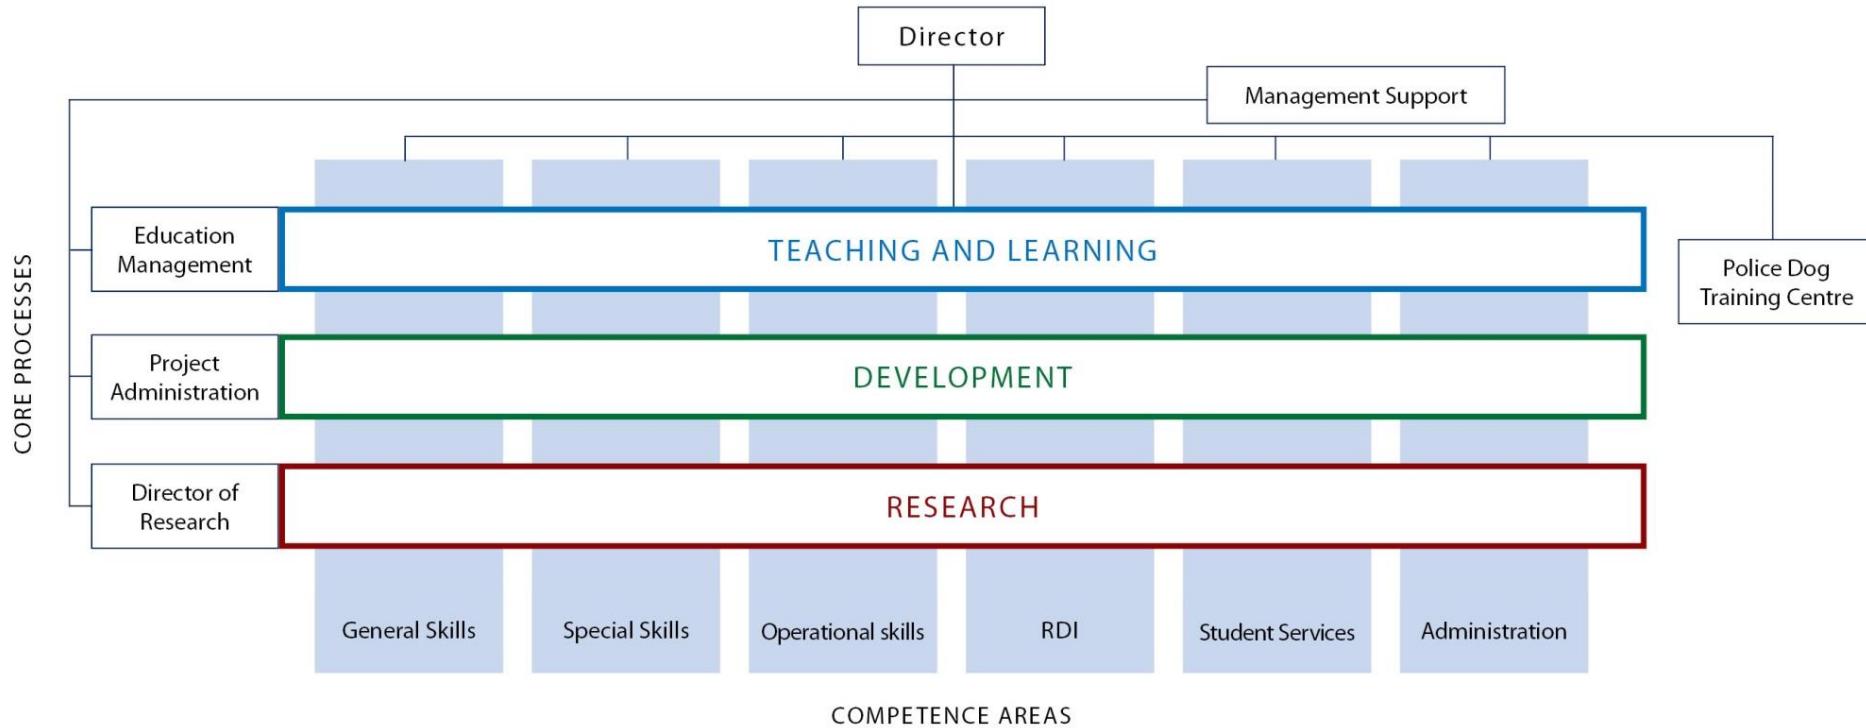 Director
Management Support
CORE PROCESSES
Education
Management
TEACHING AND LEARNING
Police Dog
Training Centre
Project
Administration
DEVELOPMENT
Director of
Research
RESEARCH
General Skills
Special Skills
Operational skills
RDI
Student Services
Administration
COMPETENCE AREAS